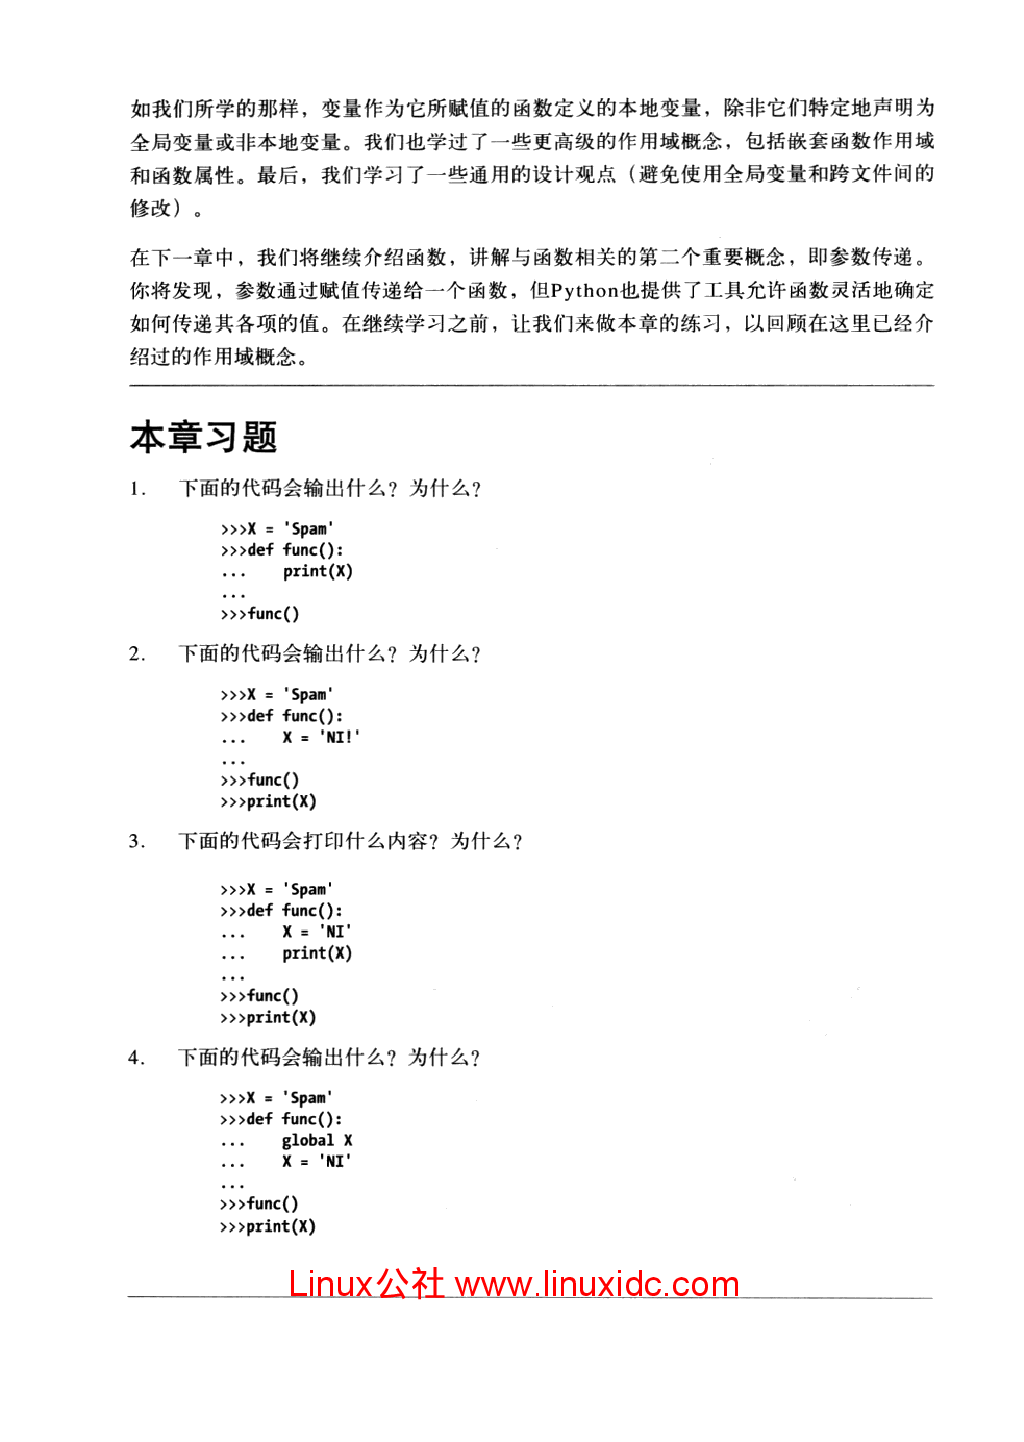 如我们所学的那样，变量作为它所赋值的函数定义的本地变量，除非它们特定地声明为
全局变量或非本地变量。我们也学过了一些更高级的作用域概念，包括嵌套函数作用域
和函数属性。最后，我们学习了一些通用的设计观点（避免使用全局变量和跨文件间的
修改）。
在下一章中，我们将继续介绍函数，讲解与函数相关的第二个重要概念，即参数传递。
你将发现，参数通过赋值传递给一个函数，但Python也提供了工具允许函数灵活地确定
如何传递其各项的值。在继续学习之前，让我们来做本章的练习，以回顾在这里已经介
绍过的作用域概念。
本章习题
1. 下面的代码会输出什么？为什么？
>>>X = 'Spam'
>>>def func():
... print(X)
...
>>>func()
2. 下面的代码会输出什么？为什么？
>>>X = 'Spam'
>>>def func():
... X = 'NI!'
...
>>>func()
>>>print(X)
3. 下面的代码会打印什么内容？为什么？
>>>X = 'Spam'
>>>def func():
... X = 'NI'
... print(X)
...
>>>func()
>>>print(X)
4. 下面的代码会输出什么？为什么？
>>>X = 'Spam'
>>>def func():
... global X
... X = 'NI'
...
>>>func()
>>>print(X)
Linux公社 www.linuxidc.com